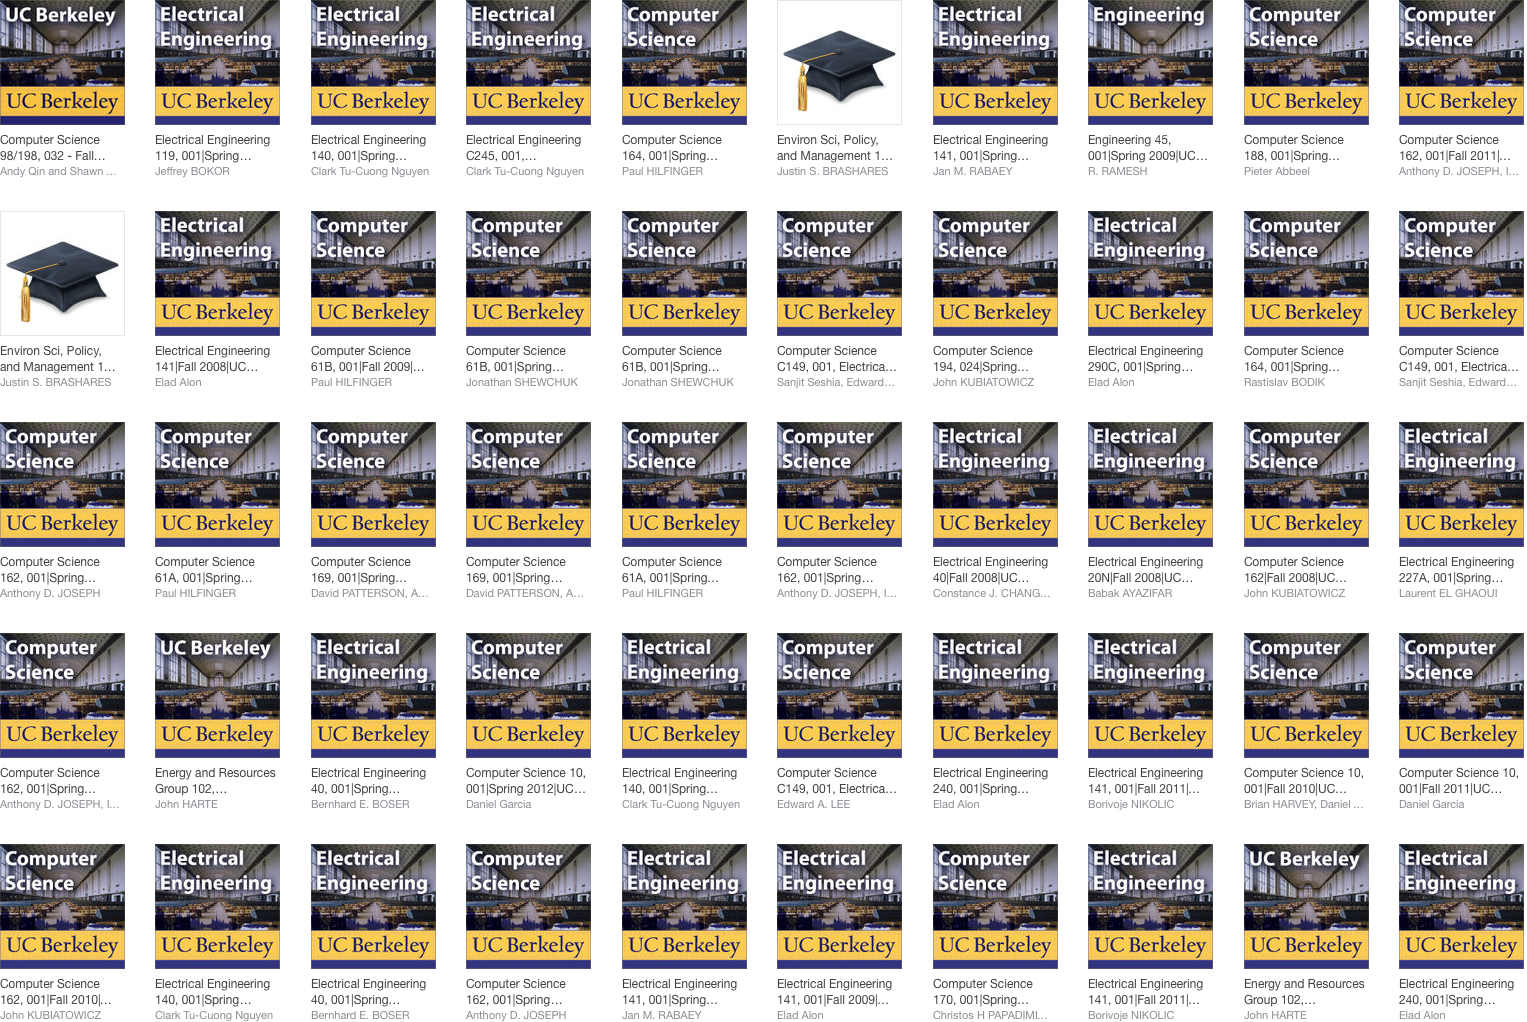 UC Berkeley
UC Berkeley
Computer Science
98/198, 032 - Fall...
Andy Qin and Shawn ...
Electrical
Engineering
UC Berkeley
Electrical Engineering
119, 001|Spring...
Jeffrey BOKOR
Electrical
Engineering
UC Berkeley
Electrical Engineering
140, 001|Spring...
Clark Tu-Cuong Nguyen
Electrical
Engineering
UC Berkeley
Electrical Engineering
C245, 001,...
Clark Tu-Cuong Nguyen
Computer
Science
UC Berkeley
Computer Science
164, 001|Spring...
Paul HILFINGER
Environ Sci, Policy,
and Management 1...
Justin S. BRASHARES
Electrical
Engineering
UC Berkeley
Electrical Engineering
141, 001|Spring...
Jan M. RABAEY
Engineering
UC Berkeley
Engineering 45,
001|Spring 2009|UC...
R. RAMESH
Computer
Science
UC Berkeley
Computer Science
188, 001|Spring...
Pieter Abbeel
Computer
Science
UC Berkeley
Computer Science
162, 001|Fall 2011|...
Anthony D. JOSEPH, I...
Environ Sci, Policy,
and Management 1...
Justin S. BRASHARES
Electrical
Engineering
UC Berkeley
Electrical Engineering
141|Fall 2008|UC...
Elad Alon
Computer
Science
UC Berkeley
Computer Science
61B, 001|Fall 2009|...
Paul HILFINGER
Computer
Science
UC Berkeley
Computer Science
61B, 001|Spring...
Jonathan SHEWCHUK
Computer
Science
UC Berkeley
Computer Science
61B, 001|Spring...
Jonathan SHEWCHUK
Computer
Science
UC Berkeley
Computer Science
C149, 001, Electrica...
Sanjit Seshia, Edward...
Computer
Science
UC Berkeley
Computer Science
194, 024|Spring...
John KUBIATOWICZ
Electrical
Engineering
UC Berkeley
Electrical Engineering
290C, 001|Spring...
Elad Alon
Computer
Science
UC Berkeley
Computer Science
164, 001|Spring...
Rastislav BODIK
Computer
Science
UC Berkeley
Computer Science
C149, 001, Electrica...
Sanjit Seshia, Edward...
Computer
Science
UC Berkeley
Computer Science
162, 001|Spring...
Anthony D. JOSEPH
Computer
Science
UC Berkeley
Computer Science
61A, 001|Spring...
Paul HILFINGER
Computer
Science
UC Berkeley
Computer Science
169, 001|Spring...
David PATTERSON, A...
Computer
Science
UC Berkeley
Computer Science
169, 001|Spring...
David PATTERSON, A...
Computer
Science
UC Berkeley
Computer Science
61A, 001|Spring...
Paul HILFINGER
Computer
Science
UC Berkeley
Computer Science
162, 001|Spring...
Anthony D. JOSEPH, I...
Electrical
Engineering
UC Berkeley
Electrical Engineering
40|Fall 2008|UC...
Constance J. CHANG...
Electrical
Engineering
UC Berkeley
Electrical Engineering
20N|Fall 2008|UC...
Babak AYAZIFAR
Computer
Science
UC Berkeley
Computer Science
162|Fall 2008|UC...
John KUBIATOWICZ
Electrical
Engineering
UC Berkeley
Electrical Engineering
227A, 001|Spring...
Laurent EL GHAOUI
Computer
Science
UC Berkeley
Computer Science
162, 001|Spring...
Anthony D. JOSEPH, I...
UC Berkeley
UC Berkeley
Energy and Resources
Group 102,...
John HARTE
Electrical
Engineering
UC Berkeley
Electrical Engineering
40, 001|Spring...
Bernhard E. BOSER
Computer
Science
UC Berkeley
Computer Science 10,
001|Spring 2012|UC...
Daniel Garcia
Electrical
Engineering
UC Berkeley
Electrical Engineering
140, 001|Spring...
Clark Tu-Cuong Nguyen
Computer
Science
UC Berkeley
Computer Science
C149, 001, Electrica...
Edward A. LEE
Electrical
Engineering
UC Berkeley
Electrical Engineering
240, 001|Spring...
Elad Alon
Electrical
Engineering
UC Berkeley
Electrical Engineering
141, 001|Fall 2011|...
Borivoje NIKOLIC
Computer
Science
UC Berkeley
Computer Science 10,
001|Fall 2010|UC...
Brian HARVEY, Daniel ...
Computer
Science
UC Berkeley
Computer Science 10,
001|Fall 2011|UC...
Daniel Garcia
Computer
Science
UC Berkeley
Computer Science
162, 001|Fall 2010|...
John KUBIATOWICZ
Electrical
Engineering
UC Berkeley
Electrical Engineering
140, 001|Spring...
Clark Tu-Cuong Nguyen
Electrical
Engineering
UC Berkeley
Electrical Engineering
40, 001|Spring...
Bernhard E. BOSER
Computer
Science
UC Berkeley
Computer Science
162, 001|Spring...
Anthony D. JOSEPH
Electrical
Engineering
UC Berkeley
Electrical Engineering
141, 001|Spring...
Jan M. RABAEY
Electrical
Engineering
UC Berkeley
Electrical Engineering
141, 001|Fall 2009|...
Elad Alon
Computer
Science
UC Berkeley
Computer Science
170, 001|Spring...
Christos H PAPADIMI...
Electrical
Engineering
UC Berkeley
Electrical Engineering
141, 001|Fall 2011|...
Borivoje NIKOLIC
UC Berkeley
UC Berkeley
Energy and Resources
Group 102,...
John HARTE
Electrical
Engineering
UC Berkeley
Electrical Engineering
240, 001|Spring...
Elad Alon